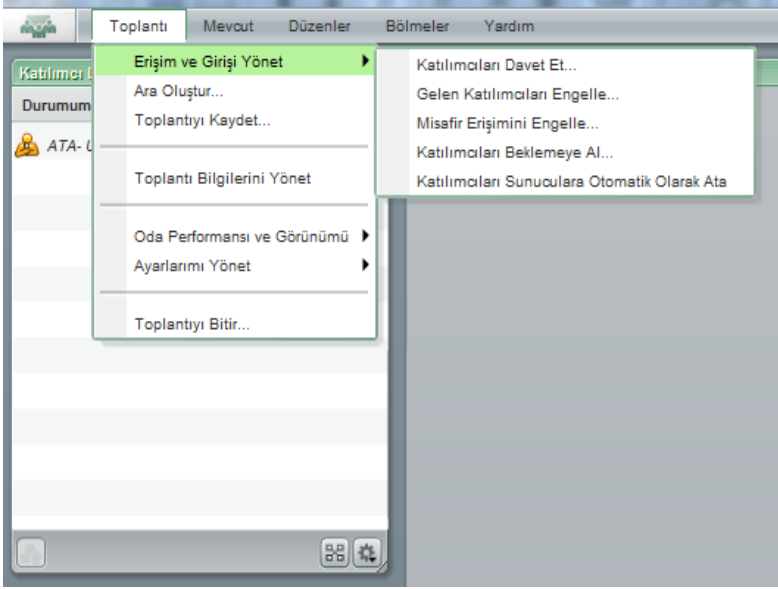 Toplantı Mevcut Düzenler Bölmeler Yardım
Katılımcı
Durumum
ATA-
Erişim ve Girişi Yönet
Ara Oluştur...
Toplantıyı Kaydet...
Toplantı Bilgilerini Yönet
Oda Performansı ve Görünümü
Ayarlarımı Yönet
Toplantıyı Bitir...
Katılımcıları Davet Et...
Gelen Katılımcıları Engelle...
Misafir Erişimini Engelle...
Katılımcıları Beklemeye Al...
Katılımcıları Sunuculara Otomatik Olarak Ata